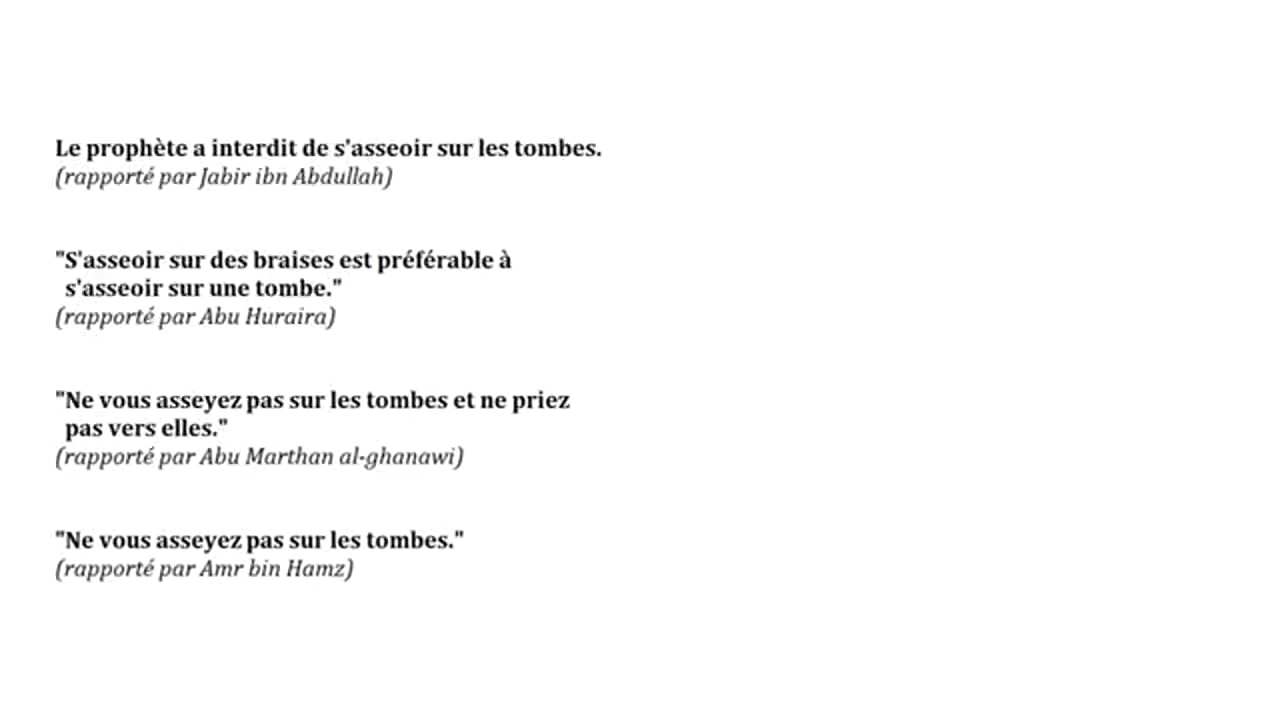 Le prophète a interdit de s'asseoir sur les tombes.
(rapporté par Jabir ibn Abdullah)
"S'asseoir sur des braises est préférable à
s'asseoir sur une tombe."
(rapporté par Abu Huraira)
"Ne vous asseyez pas sur les tombes et ne priez
pas vers elles."
(rapporté par Abu Marthan al-ghanawi)
"Ne vous asseyez pas sur les tombes."
(rapporté par Amr bin Hamz)